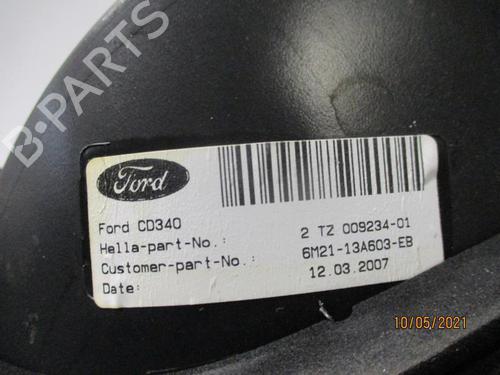 B-PARTS
Ford
Ford CD340
Hella-part-No.: 2 TZ 009234-01
Customer-part-No.: 6M21-13A603-EB
Date: 12.03.2007
10/05/2021